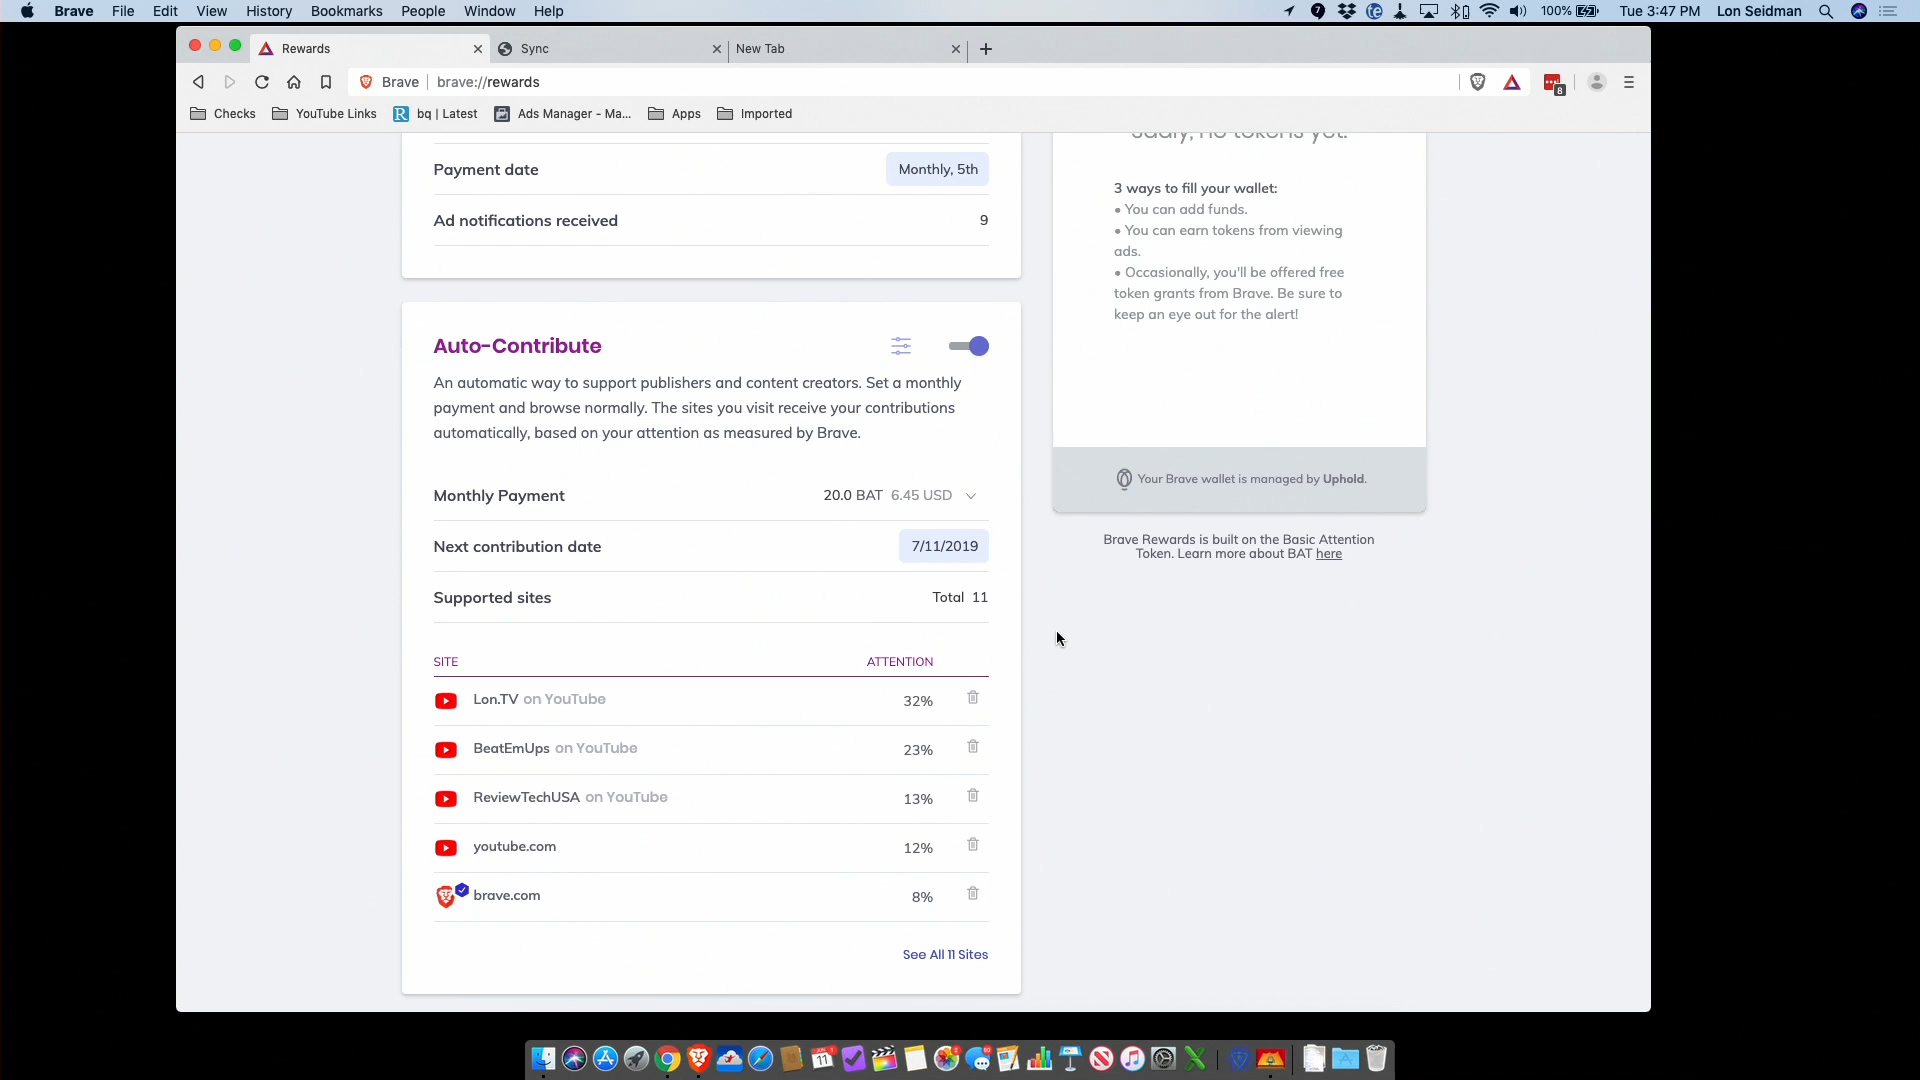 Brave File Edit View History Bookmarks People Window Help
7 te 100% Tue 3:47 PM Lon Seidman
Rewards Sync New Tab
Brave brave://rewards 8
Checks YouTube Links bq | Latest Ads Manager - Ma... Apps Imported
sadly, no tokens yet.
Payment date Monthly, 5th
Ad notifications received 9
3 ways to fill your wallet:
• You can add funds.
• You can earn tokens from viewing
ads.
• Occasionally, you'll be offered free
token grants from Brave. Be sure to
keep an eye out for the alert!
Your Brave wallet is managed by Uphold.
Brave Rewards is built on the Basic Attention
Token. Learn more about BAT here
Auto-Contribute
An automatic way to support publishers and content creators. Set a monthly
payment and browse normally. The sites you visit receive your contributions
automatically, based on your attention as measured by Brave.
Monthly Payment 20.0 BAT 6.45 USD
Next contribution date 7/11/2019
Supported sites Total 11
SITE ATTENTION
Lon.TV on YouTube 32%
BeatEmUps on YouTube 23%
ReviewTechUSA on YouTube 13%
youtube.com 12%
brave.com 8%
See All 11 Sites